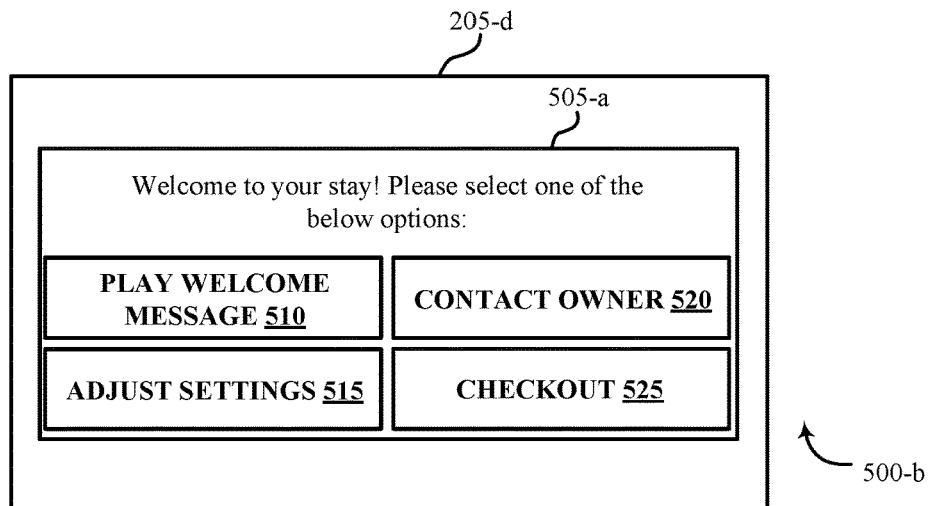 205-d
505-a
Welcome to your stay! Please select one of the
below options:
PLAY WELCOME
MESSAGE 510
CONTACT OWNER 520
ADJUST SETTINGS 515
CHECKOUT 525
500-b